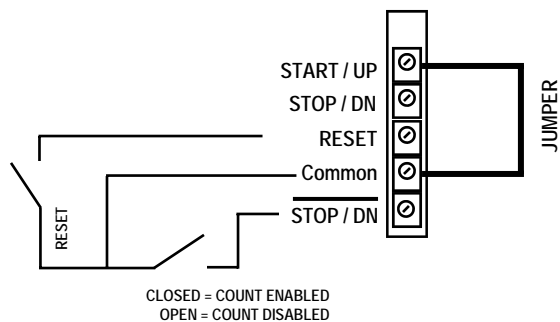 START / UP
STOP / DN
RESET
Common
STOP / DN
JUMPER
RESET
CLOSED = COUNT ENABLED
OPEN = COUNT DISABLED